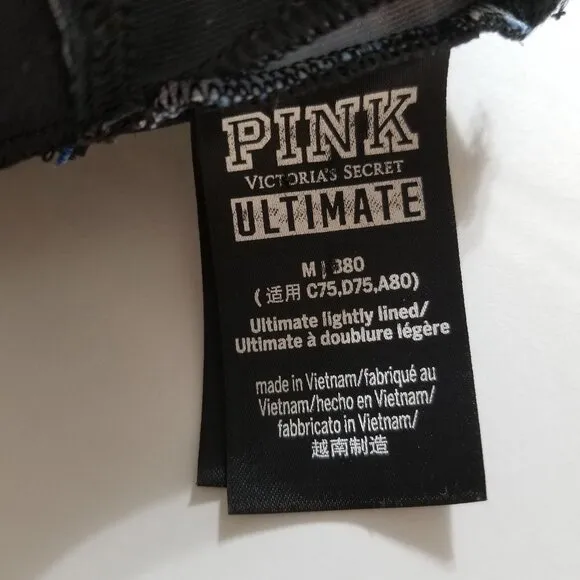 PINK
VICTORIA'S SECRET
ULTIMATE
M | B80
(适用 C75,D75,A80)
Ultimate lightly lined/
Ultimate à doublure légère
made in Vietnam/fabriqué au
Vietnam/hecho en Vietnam/
fabbricato in Vietnam/
越南制造